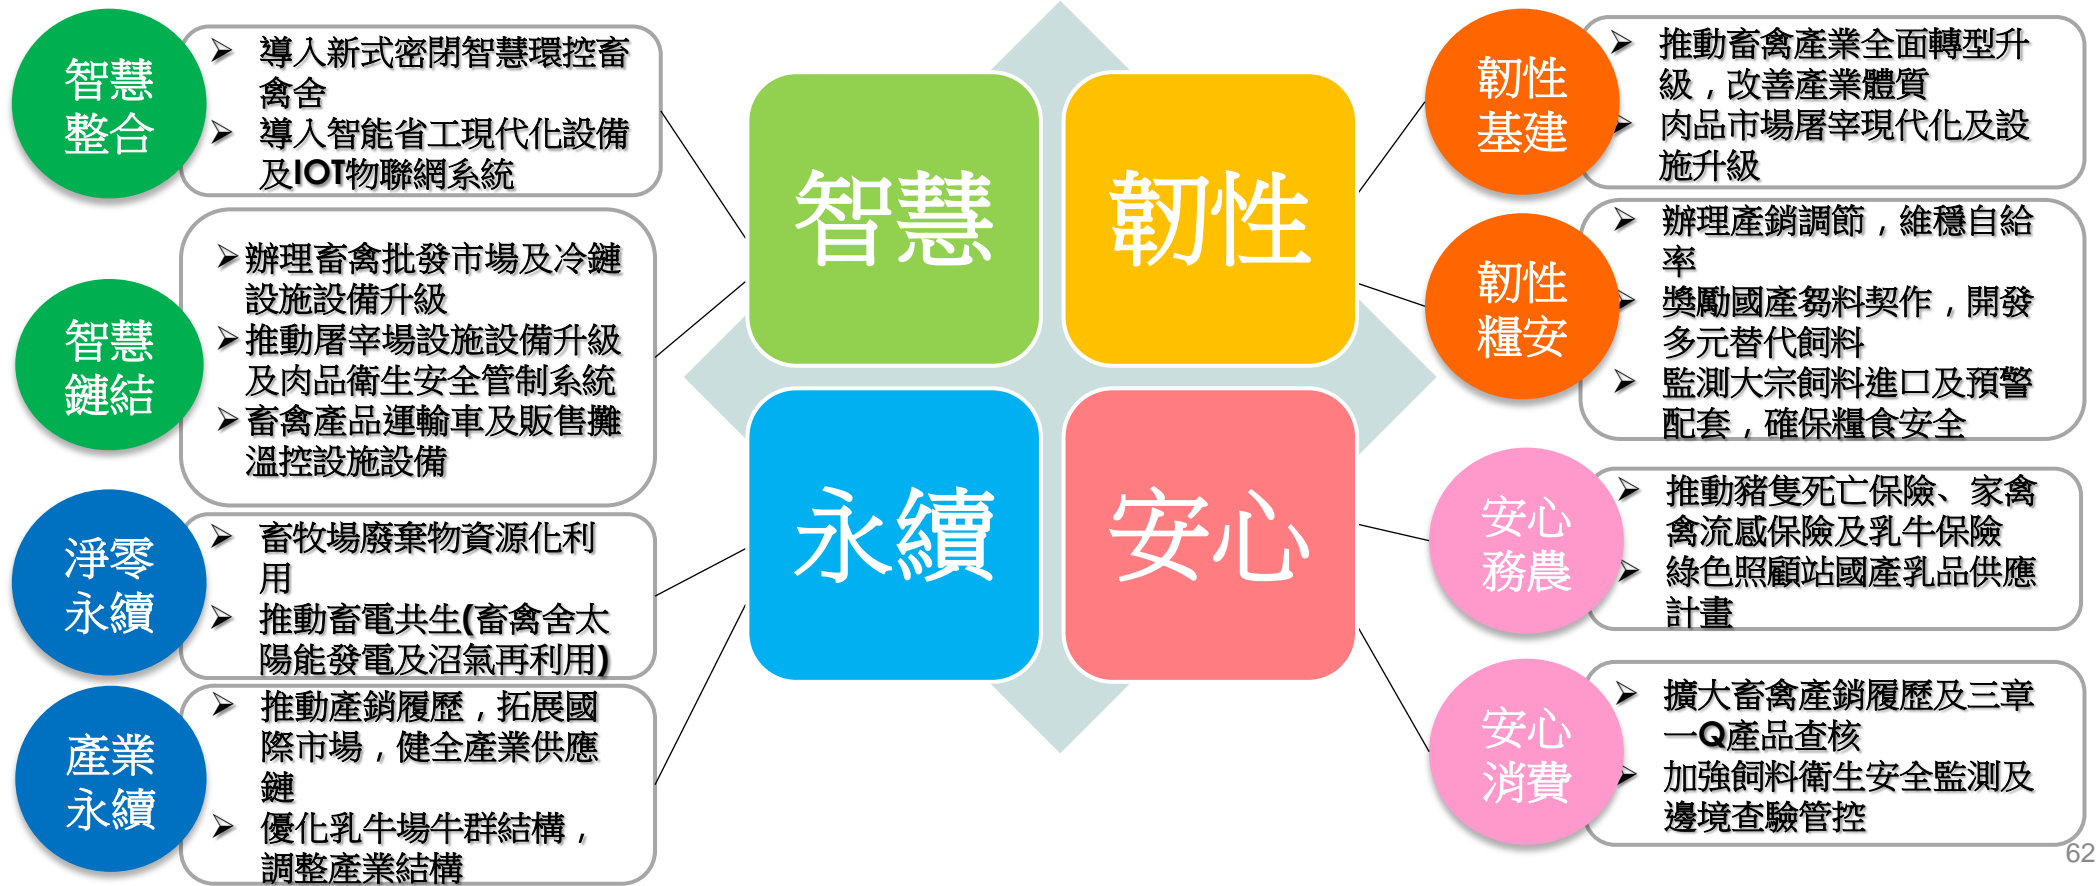 智慧
整合
導入新式密閉智慧環控畜
禽舍
導入智能省工現代化設備
及IOT物聯網系統
智慧
鏈結
辦理畜禽批發市場及冷鏈
設施設備升級
推動屠宰場設施設備升級
及肉品衛生安全管制系統
畜禽產品運輸車及販售攤
溫控設施設備
淨零
永續
畜牧場廢棄物資源化利
用
推動畜電共生(畜禽舍太
陽能發電及沼氣再利用)
產業
永續
推動產銷履歷，拓展國
際市場，健全產業供應
鏈
優化乳牛場牛群結構，
調整產業結構
智慧
韌性
永續
安心
韌性
基建
推動畜禽產業全面轉型升
級，改善產業體質
肉品市場屠宰現代化及設
施升級
韌性
糧安
辦理產銷調節，維穩自給
率
獎勵國產芻料契作，開發
多元替代飼料
監測大宗飼料進口及預警
配套，確保糧食安全
安心
務農
推動豬隻死亡保險、家禽
禽流感保險及乳牛保險
綠色照顧站國產乳品供應
計畫
安心
消費
擴大畜禽產銷履歷及三章
一Q產品查核
加強飼料衛生安全監測及
邊境查驗管控
62